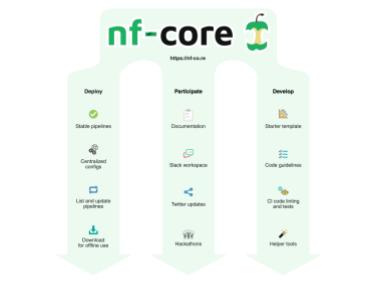 nf-core
https://nf-co.re
Deploy
Stable pipelines
Centralized
configs
List and update
pipelines
Download
for offline use
Participate
Documentation
Slack workspace
Twitter updates
Hackathons
Develop
Starter template
Code guidelines
CI code linting
and tests
Helper tools